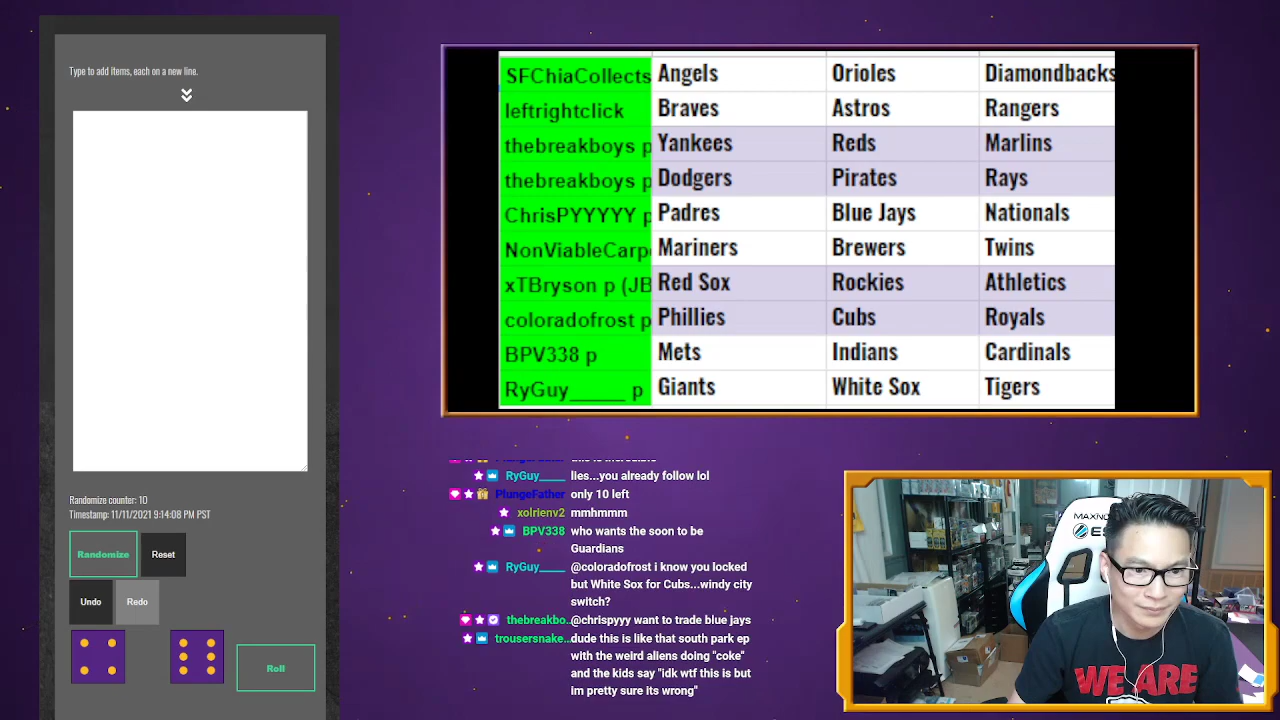 Type to add items, each on a new line.
Randomize counter: 10
Timestamp: 11/11/2021 9:14:08 PM PST
Randomize
Reset
Undo
Redo
Roll
SFChiaCollects Angels Orioles Diamondbacks
leftrightclick Braves Astros Rangers
thebreakboys p Yankees Reds Marlins
thebreakboys p Dodgers Pirates Rays
ChrisPYYYYY p Padres Blue Jays Nationals
NonViableCarpe Mariners Brewers Twins
xTBryson p (JB Red Sox Rockies Athletics
coloradofrost p Phillies Cubs Royals
BPV338 p Mets Indians Cardinals
RyGuy_____ p Giants White Sox Tigers
RyGuy_____ lies...you already follow lol
PlungeFather only 10 left
xolrienv2 mmhmmm
BPV338 who wants the soon to be
Guardians
RyGuy_____ @coloradofrost i know you locked
but White Sox for Cubs...windy city
switch?
thebreakbo... @chrispyyy want to trade blue jays
trousersnake... dude this is like that south park ep
with the weird aliens doing "coke"
and the kids say "idk wtf this is but
im pretty sure its wrong"
MAXNO
ES
WE ARE